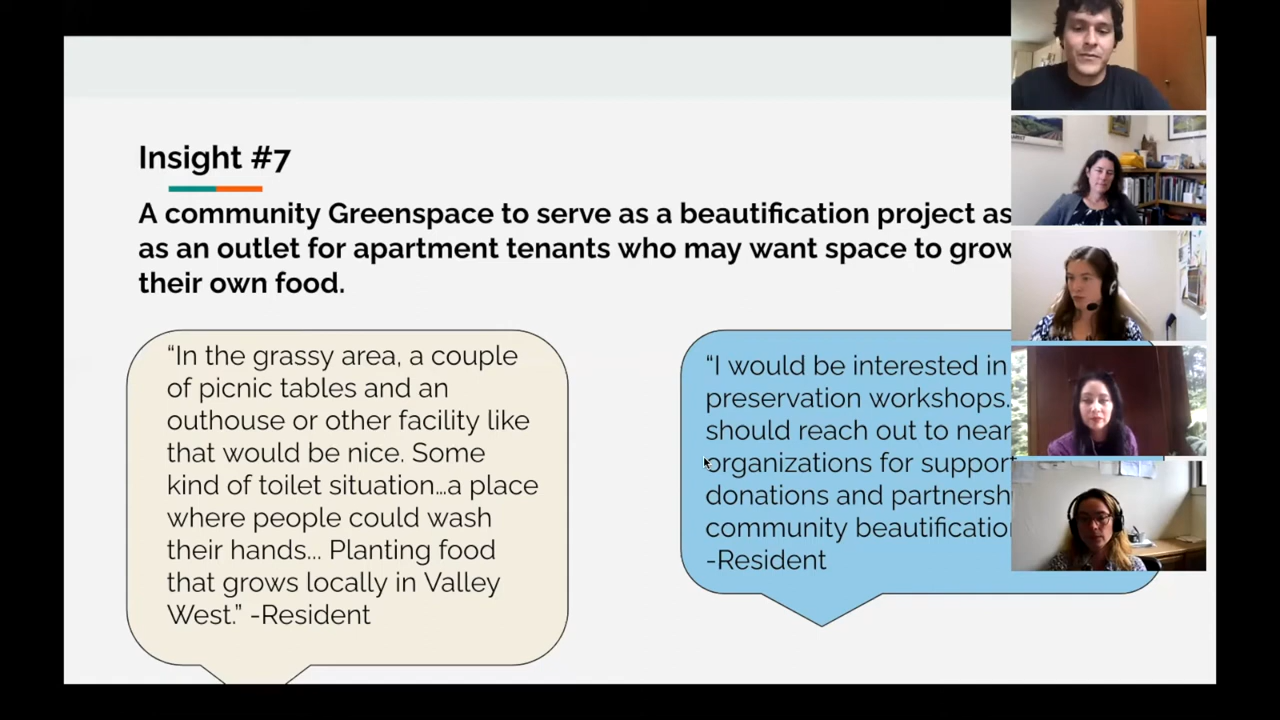 Insight #7
A community Greenspace to serve as a beautification project as
as an outlet for apartment tenants who may want space to grow
their own food.
“In the grassy area, a couple
of picnic tables and an
outhouse or other facility like
that would be nice. Some
kind of toilet situation…a place
where people could wash
their hands... Planting food
that grows locally in Valley
West.” -Resident
“I would be interested in
preservation workshops.
should reach out to
organizations for support
donations and
community
-Resident